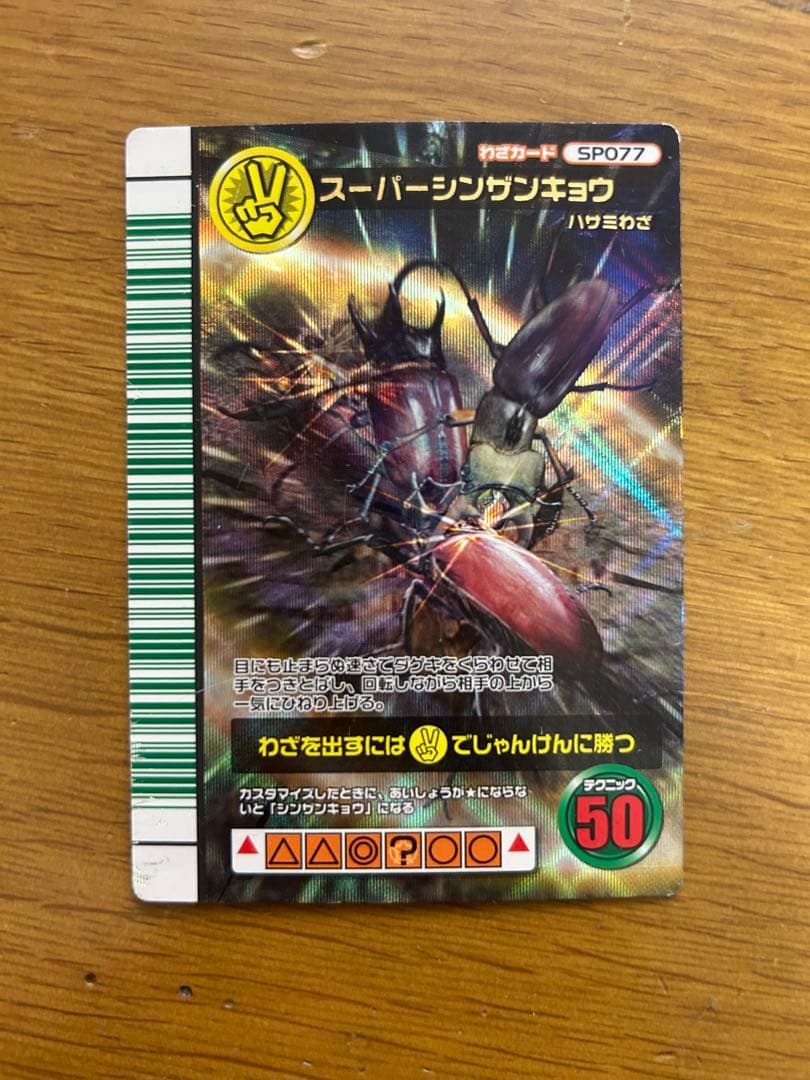 わざカード SP077
スーパーシンザンキョウ
ハサミわざ
目にも止まらぬ速さでダゲキをくらわせて相
手をつきとばし、回転しながら相手の上から
一気にひねり上げる。
わざを出すには でじゃんけんに勝つ
カスタマイズしたときに、あいしょうが★にならな
いと「シンザンキョウ」になる
テクニック
50
▲ △ △ ◎ ? ○ ○ ▲